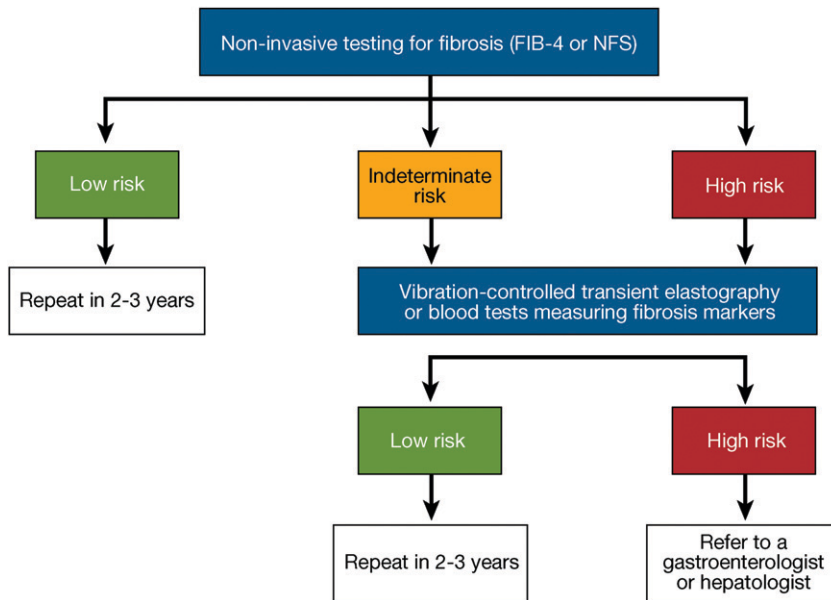 Non-invasive testing for fibrosis (FIB-4 or NFS)
Low risk
Indeterminate
risk
High risk
Repeat in 2-3 years
Vibration-controlled transient elastography
or blood tests measuring fibrosis markers
Low risk
High risk
Repeat in 2-3 years
Refer to a
gastroenterologist
or hepatologist